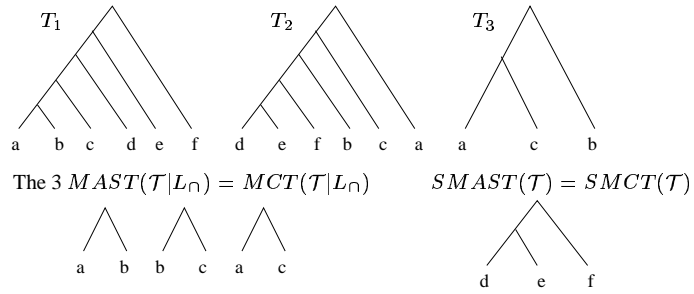 T₁ T₂ T₃
a b c d e f d e f b c a a c b
The 3 MAST(𝒯|L∩) = MCT(𝒯|L∩) SMAST(𝒯) = SMCT(𝒯)
a b b c a c
d e f